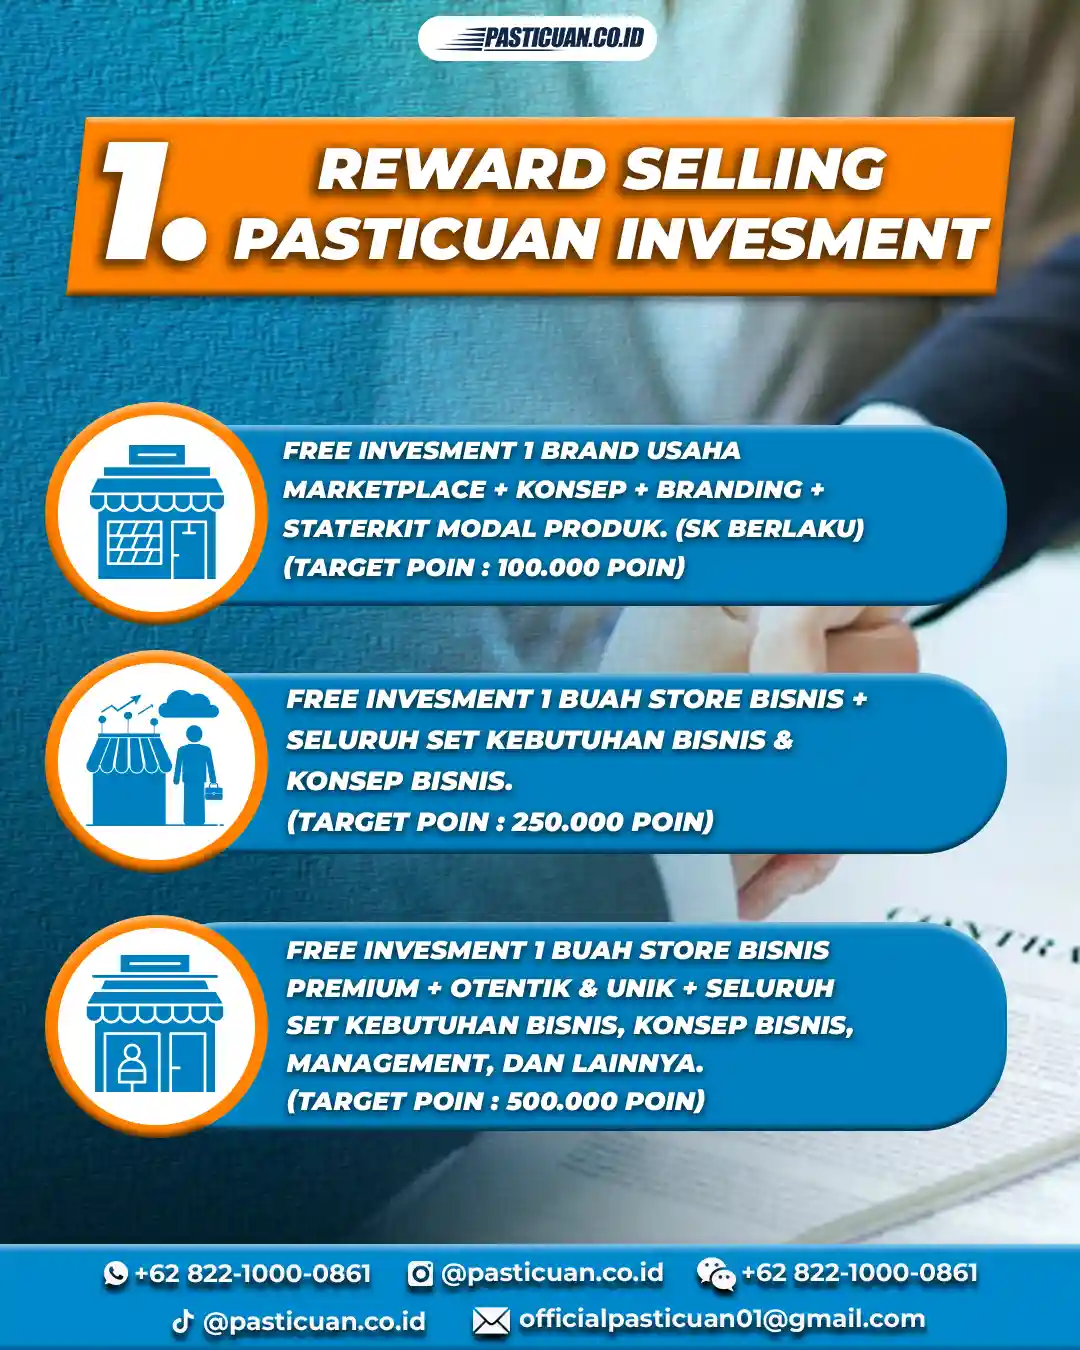 PASTICUAN.CO.ID
1. REWARD SELLING
PASTICUAN INVESMENT
FREE INVESMENT 1 BRAND USAHA
MARKETPLACE + KONSEP + BRANDING +
STATERKIT MODAL PRODUK. (SK BERLAKU)
(TARGET POIN : 100.000 POIN)
FREE INVESMENT 1 BUAH STORE BISNIS +
SELURUH SET KEBUTUHAN BISNIS &
KONSEP BISNIS.
(TARGET POIN : 250.000 POIN)
FREE INVESMENT 1 BUAH STORE BISNIS
PREMIUM + OTENTIK & UNIK + SELURUH
SET KEBUTUHAN BISNIS, KONSEP BISNIS,
MANAGEMENT, DAN LAINNYA.
(TARGET POIN : 500.000 POIN)
+62 822-1000-0861 @pasticuan.co.id +62 822-1000-0861
@pasticuan.co.id officialpasticuan01@gmail.com